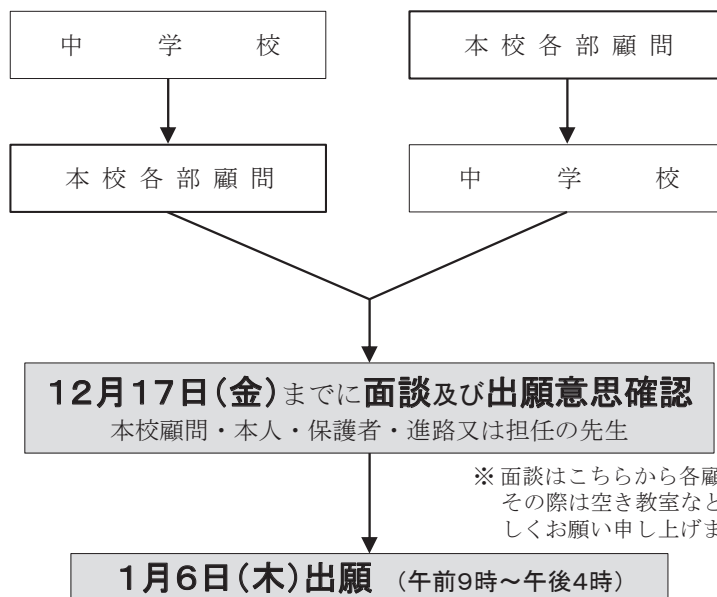 中学校
本校各部顧問
本校各部顧問
中学校
12月17日(金)までに面談及び出願意思確認
本校顧問・本人・保護者・進路又は担任の先生
※ 面談はこちらから各顧
その際は空き教室など
しくお願い申し上げま
1月6日(木)出願 (午前9時~午後4時)